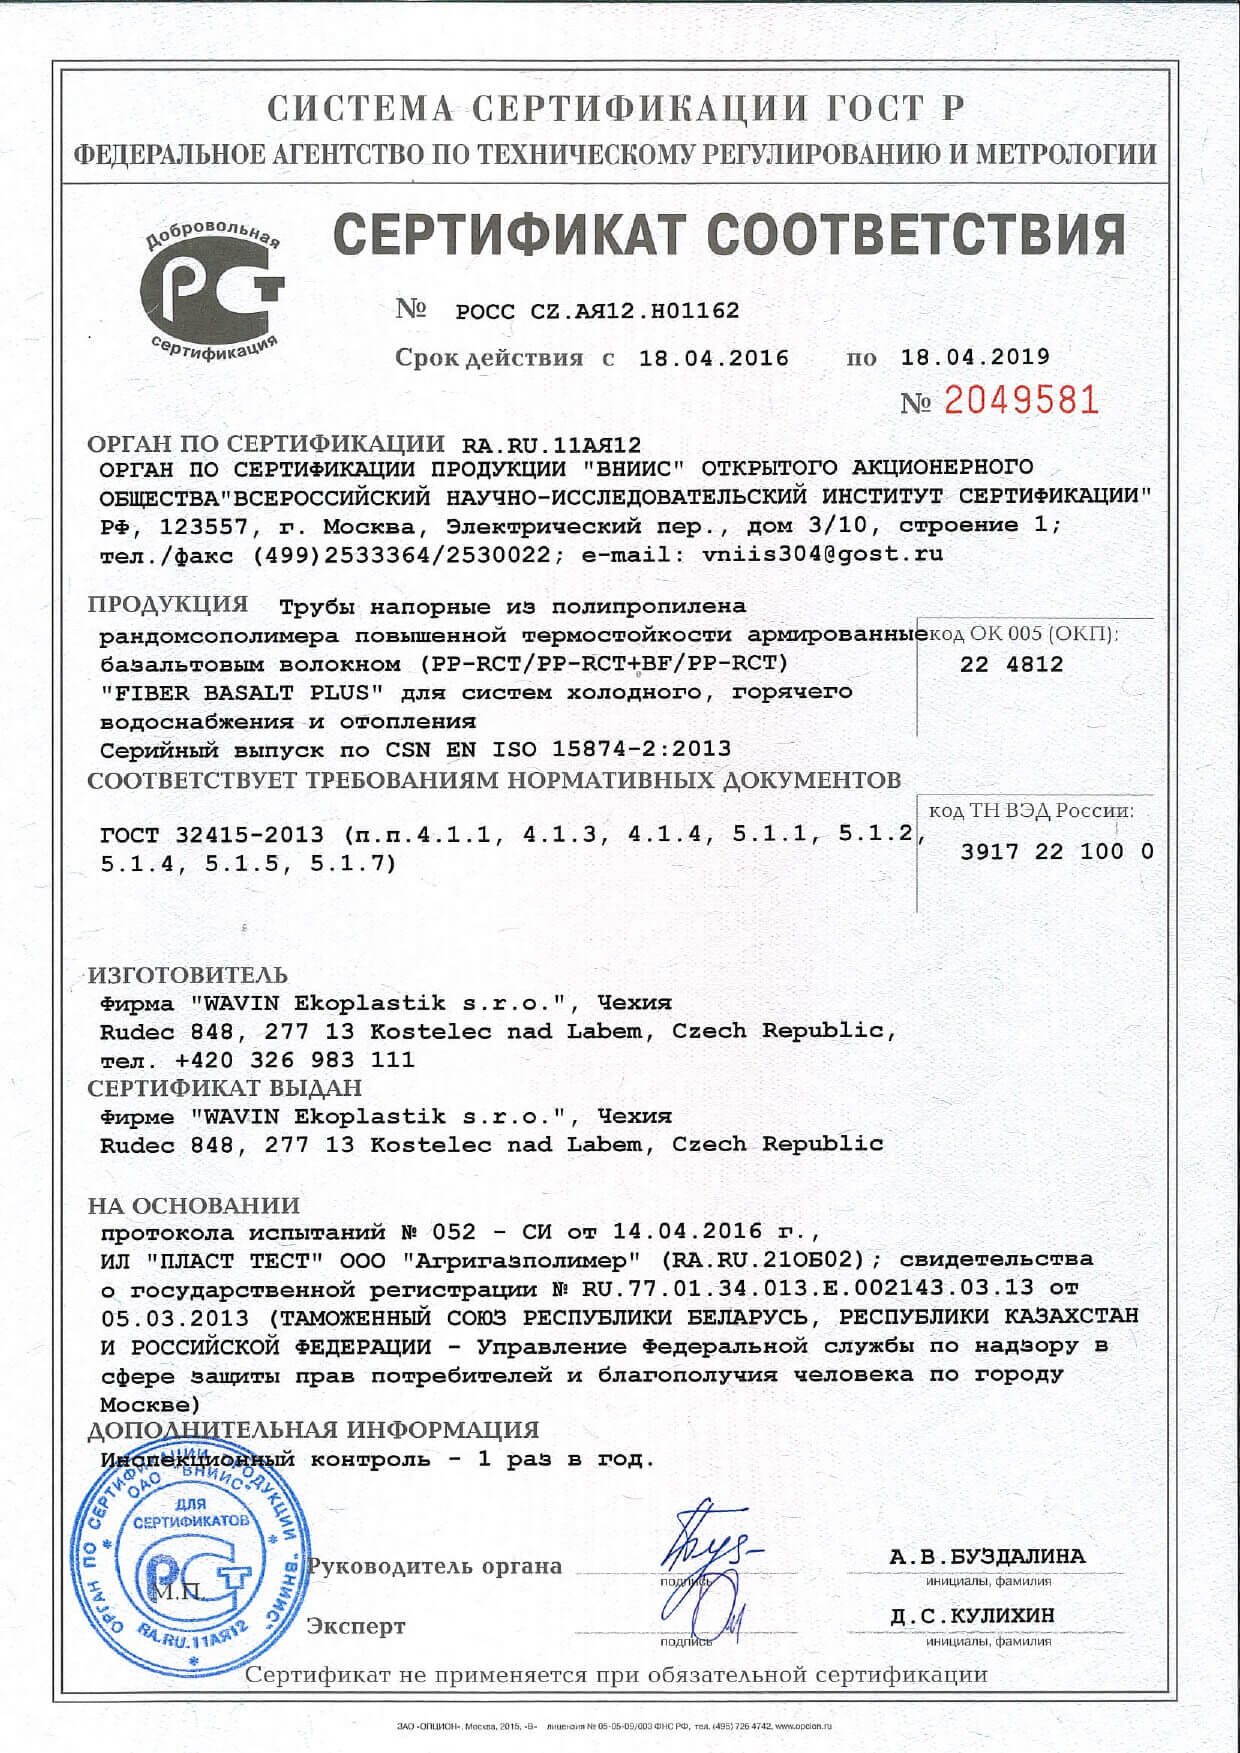 СИСТЕМА СЕРТИФИКАЦИИ ГОСТ Р
ФЕДЕРАЛЬНОЕ АГЕНТСТВО ПО ТЕХНИЧЕСКОМУ РЕГУЛИРОВАНИЮ И МЕТРОЛОГИИ
Добровольная
РСТ
сертификация
СЕРТИФИКАТ СООТВЕТСТВИЯ
№ РОСС CZ.АЯ12.Н01162
Срок действия с 18.04.2016 по 18.04.2019
№ 2049581
ОРГАН ПО СЕРТИФИКАЦИИ RA.RU.11АЯ12
ОРГАН ПО СЕРТИФИКАЦИИ ПРОДУКЦИИ "ВНИИС" ОТКРЫТОГО АКЦИОНЕРНОГО
ОБЩЕСТВА"ВСЕРОССИЙСКИЙ НАУЧНО-ИССЛЕДОВАТЕЛЬСКИЙ ИНСТИТУТ СЕРТИФИКАЦИИ"
РФ, 123557, г. Москва, Электрический пер., дом 3/10, строение 1;
тел./факс (499)2533364/2530022; e-mail: vniis304@gost.ru
ПРОДУКЦИЯ Трубы напорные из полипропилена
рандомсополимера повышенной термостойкости армированные
базальтовым волокном (PP-RCT/PP-RCT+BF/PP-RCT)
"FIBER BASALT PLUS" для систем холодного, горячего
водоснабжения и отопления
Серийный выпуск по CSN EN ISO 15874-2:2013
код ОК 005 (ОКП):
22 4812
СООТВЕТСТВУЕТ ТРЕБОВАНИЯМ НОРМАТИВНЫХ ДОКУМЕНТОВ
ГОСТ 32415-2013 (п.п.4.1.1, 4.1.3, 4.1.4, 5.1.1, 5.1.2,
5.1.4, 5.1.5, 5.1.7)
код ТН ВЭД России:
3917 22 100 0
ИЗГОТОВИТЕЛЬ
Фирма "WAVIN Ekoplastik s.r.o.", Чехия
Rudec 848, 277 13 Kostelec nad Labem, Czech Republic,
тел. +420 326 983 111
СЕРТИФИКАТ ВЫДАН
Фирме "WAVIN Ekoplastik s.r.o.", Чехия
Rudec 848, 277 13 Kostelec nad Labem, Czech Republic
НА ОСНОВАНИИ
протокола испытаний № 052 - СИ от 14.04.2016 г.,
ИЛ "ПЛАСТ ТЕСТ" ООО "Агригазполимер" (RA.RU.21ОБ02); свидетельства
о государственной регистрации № RU.77.01.34.013.Е.002143.03.13 от
05.03.2013 (ТАМОЖЕННЫЙ СОЮЗ РЕСПУБЛИКИ БЕЛАРУСЬ, РЕСПУБЛИКИ КАЗАХСТАН
И РОССИЙСКОЙ ФЕДЕРАЦИИ - Управление Федеральной службы по надзору в
сфере защиты прав потребителей и благополучия человека по городу
Москве)
ДОПОЛНИТЕЛЬНАЯ ИНФОРМАЦИЯ
Инспекционный контроль - 1 раз в год.
ОРГАН ПО СЕРТИФИКАЦИИ ПРОДУКЦИИ "ВНИИС"
ОАО "ВНИИС"
ДЛЯ
СЕРТИФИКАТОВ
РСТ
М.П.
RA.RU.11АЯ12
Руководитель органа
подпись
А.В.БУЗДАЛИНА
инициалы, фамилия
Эксперт
подпись
Д.С.КУЛИХИН
инициалы, фамилия
Сертификат не применяется при обязательной сертификации
ЗАО «ОПЦИОН», Москва, 2015, «В» лицензия № 05-05-09/003 ФНС РФ, тел. (495) 726 4742, www.opcion.ru